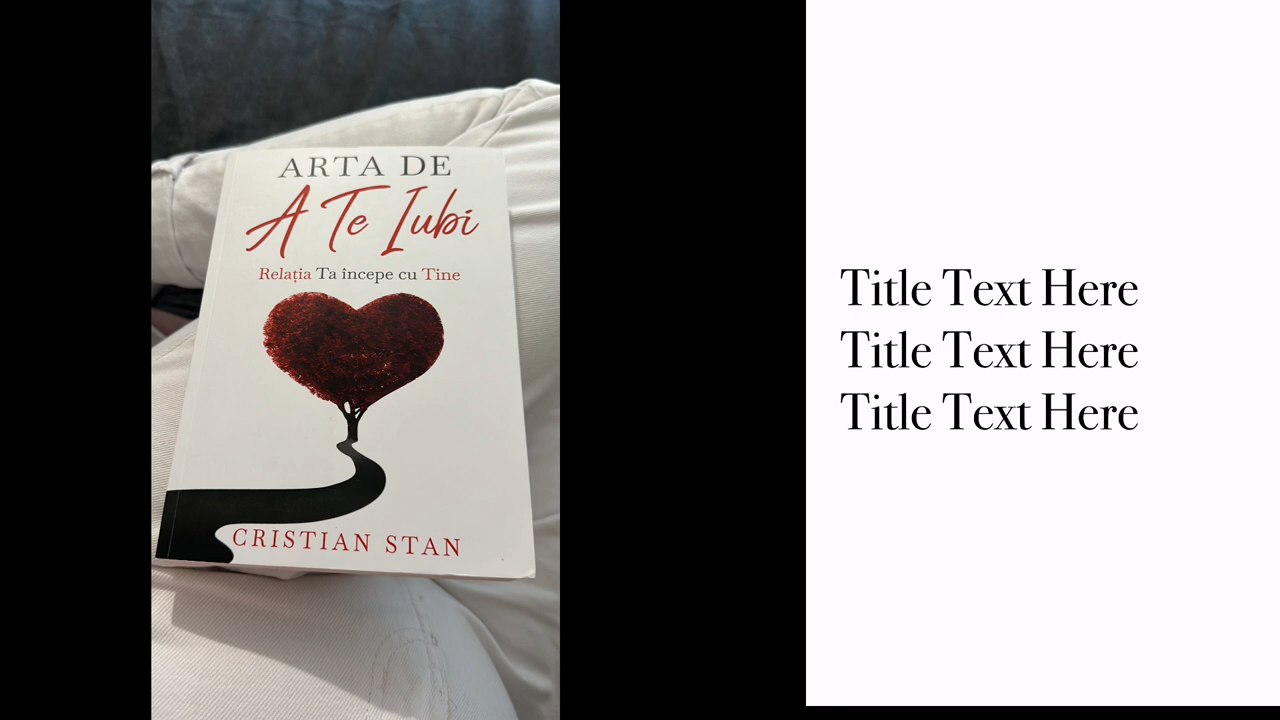 ARTA DE
A Te Iubi
Relația Ta începe cu Tine
CRISTIAN STAN
Title Text Here
Title Text Here
Title Text Here